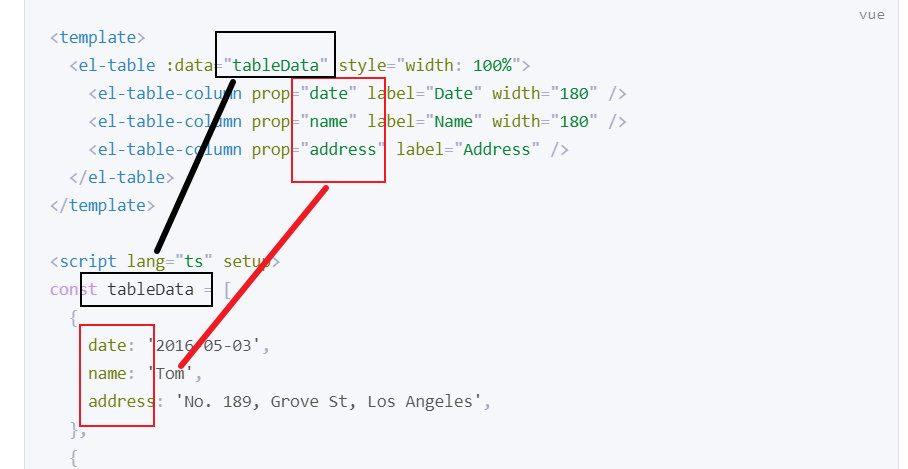 vue
<template>
<el-table :data="tableData" style="width: 100%">
<el-table-column prop="date" label="Date" width="180" />
<el-table-column prop="name" label="Name" width="180" />
<el-table-column prop="address" label="Address" />
</el-table>
</template>
<script lang="ts" setup>
const tableData = [
{
date: '2016-05-03',
name: 'Tom',
address: 'No. 189, Grove St, Los Angeles',
},
{